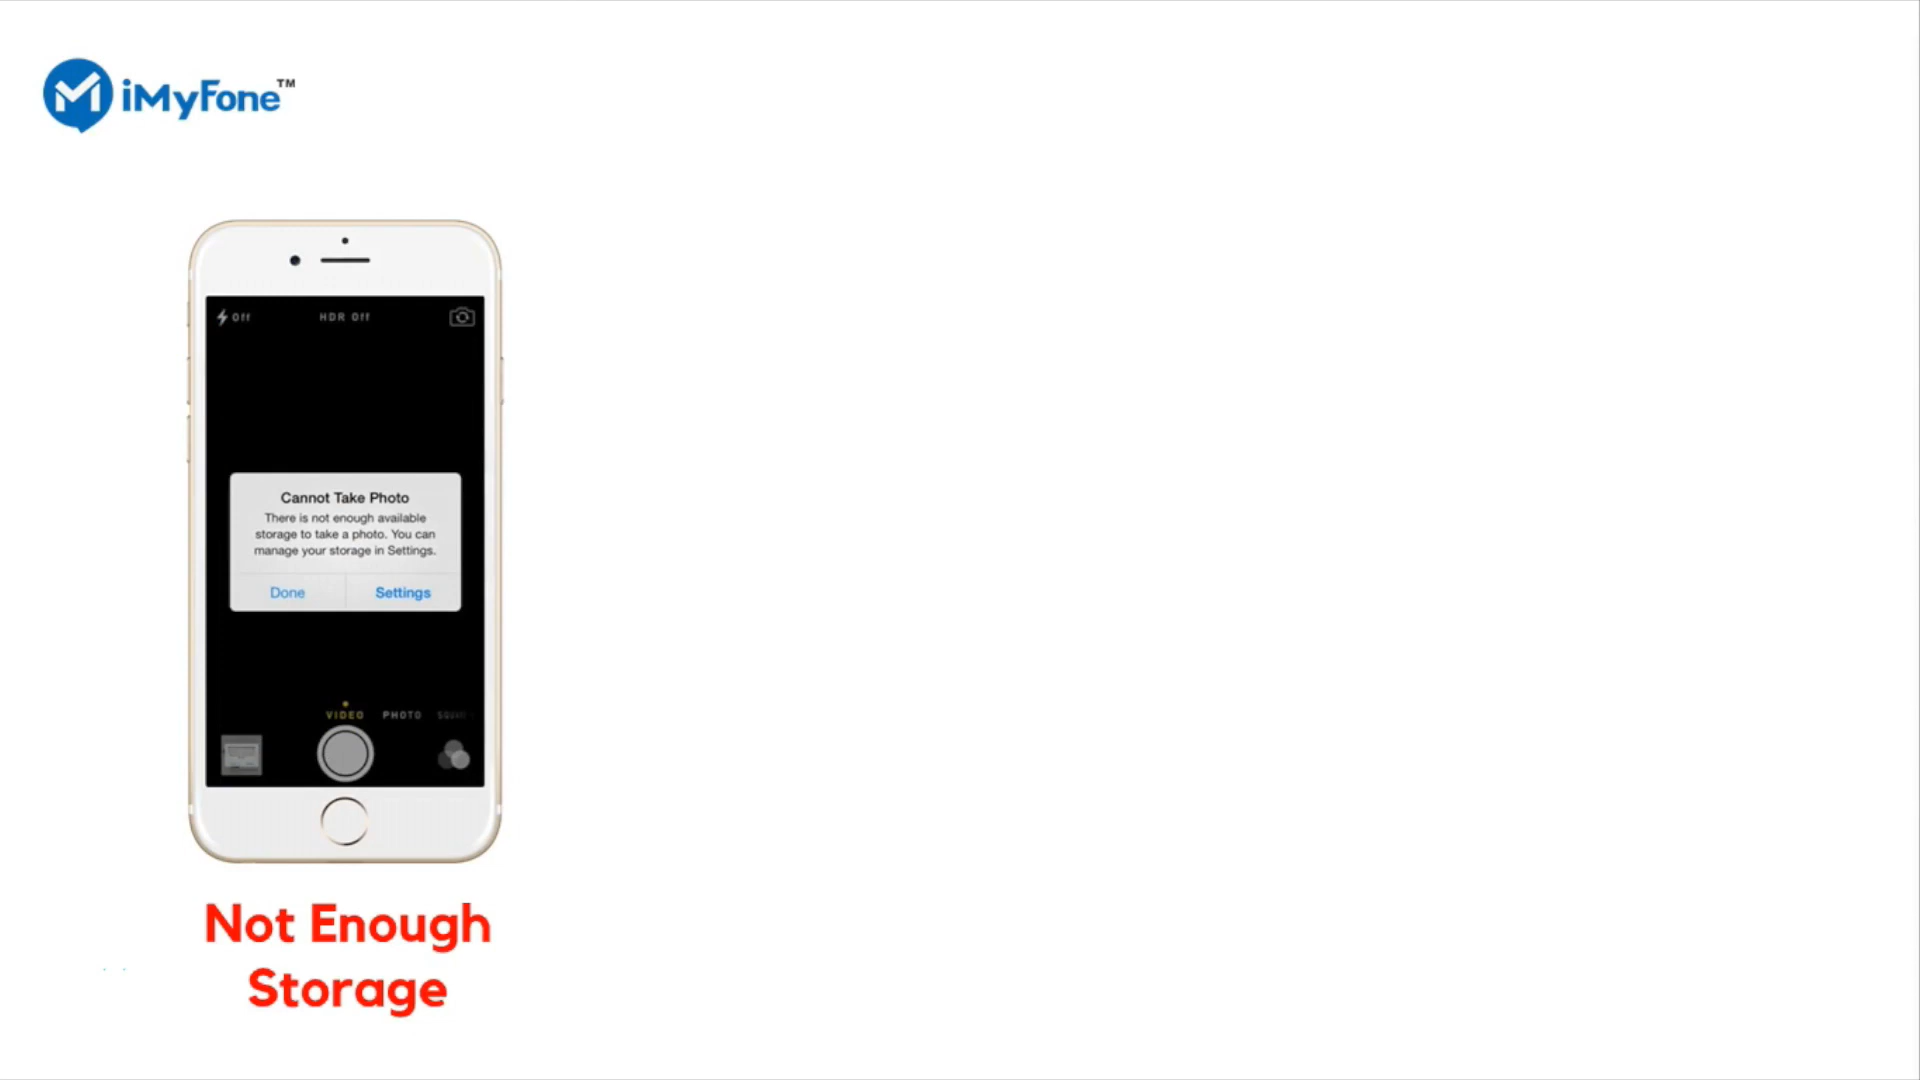 iMyFone™
Off HDR Off
Cannot Take Photo
There is not enough available
storage to take a photo. You can
manage your storage in Settings.
Done Settings
VIDEO PHOTO
Not Enough
Storage